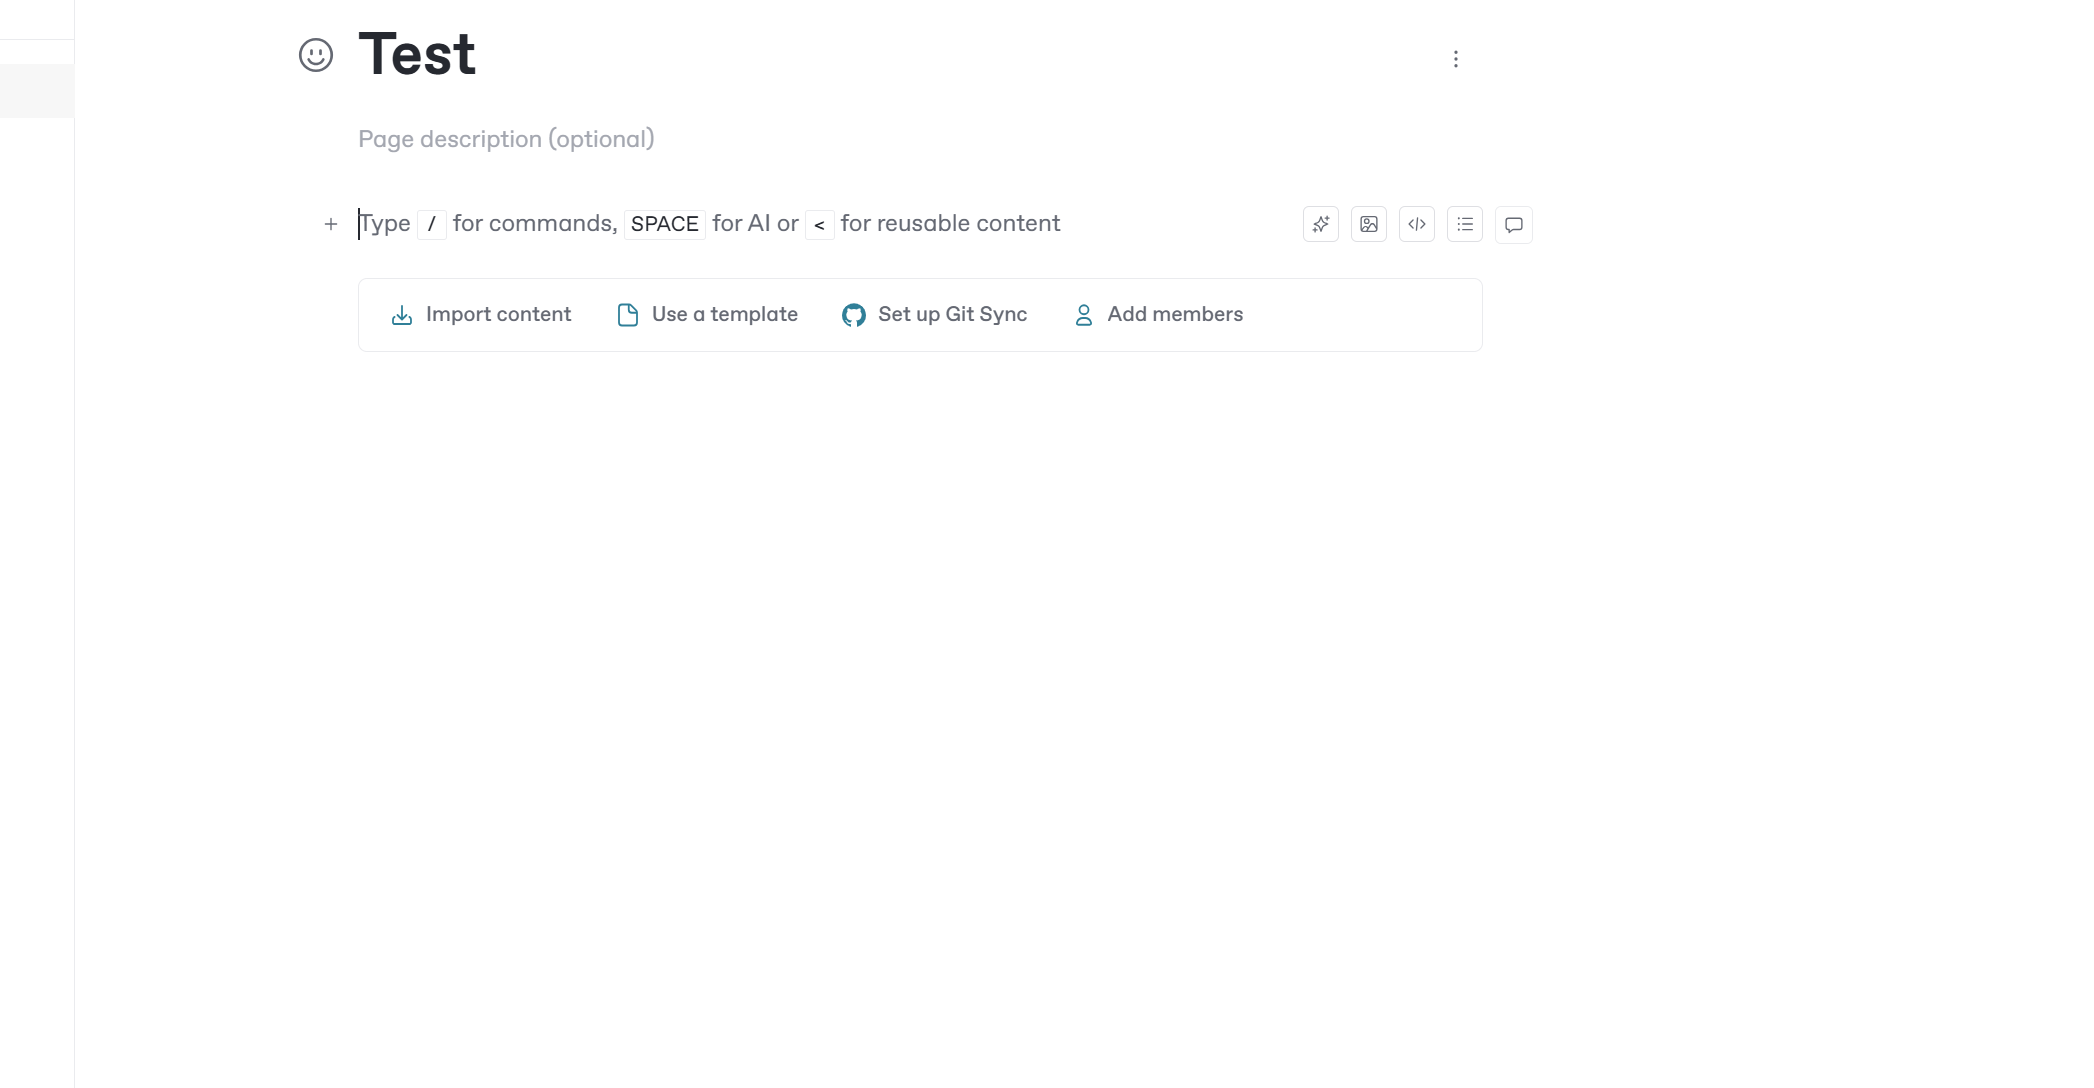 Test
Page description (optional)
Type / for commands, SPACE for AI or < for reusable content
Import content
Use a template
Set up Git Sync
Add members